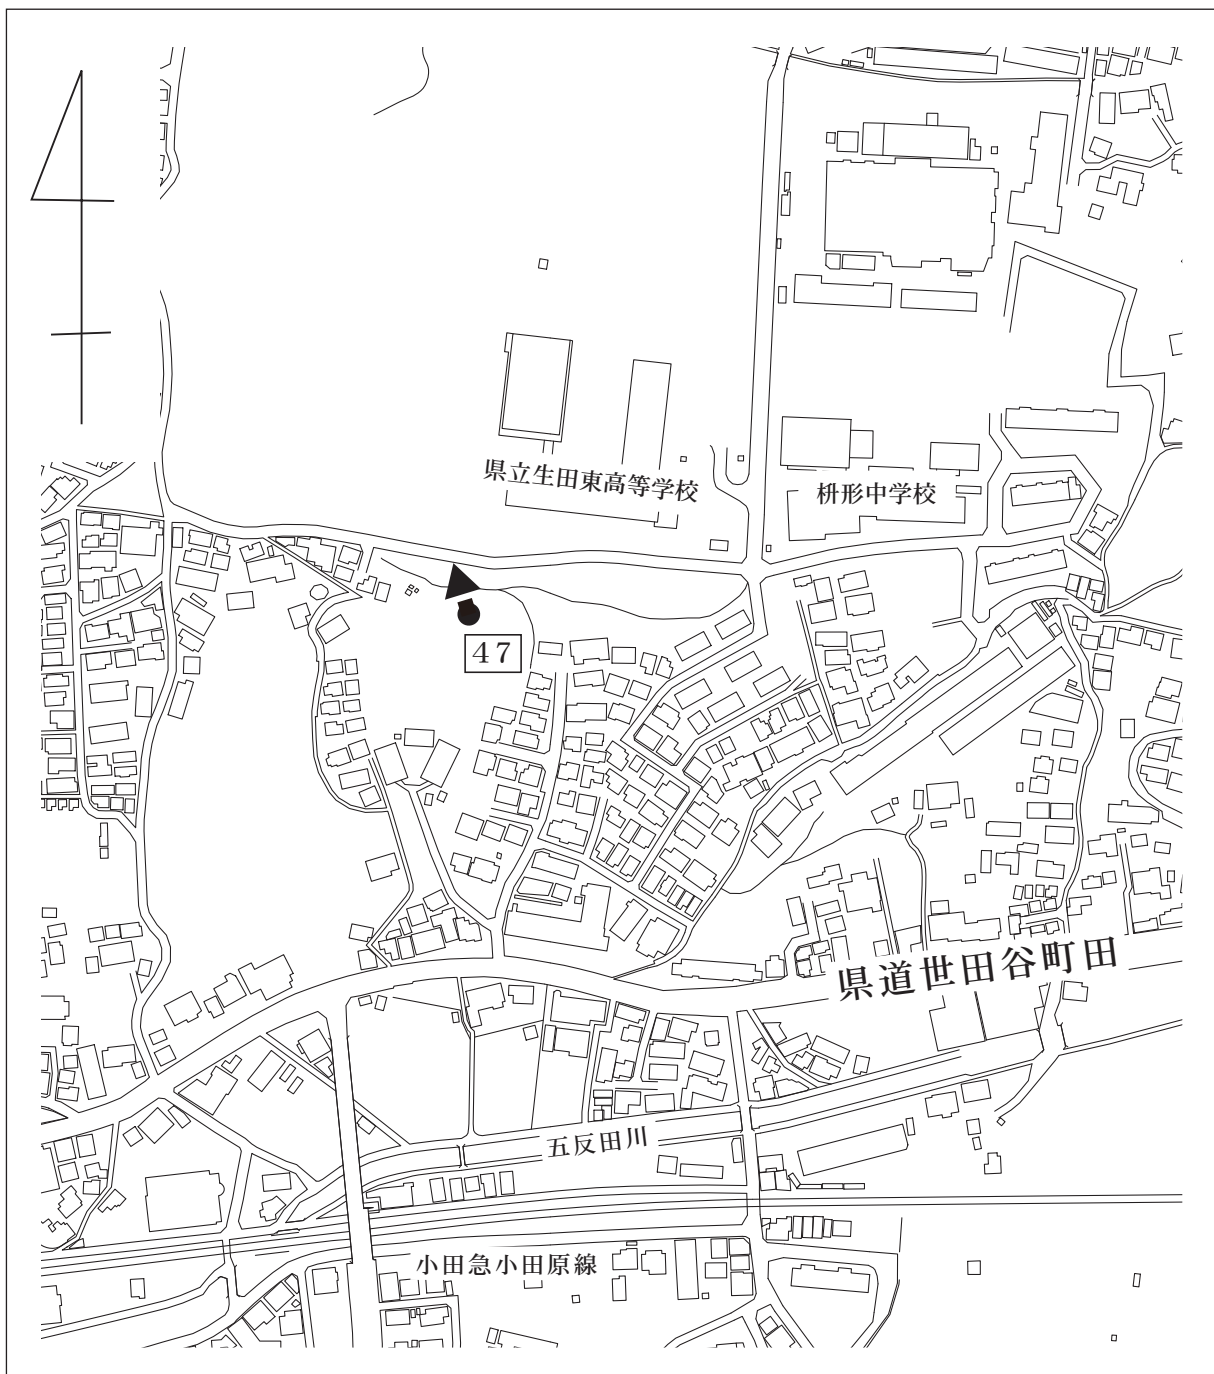 県立生田東高等学校
枡形中学校
47
県道世田谷町田
五反田川
小田急小田原線